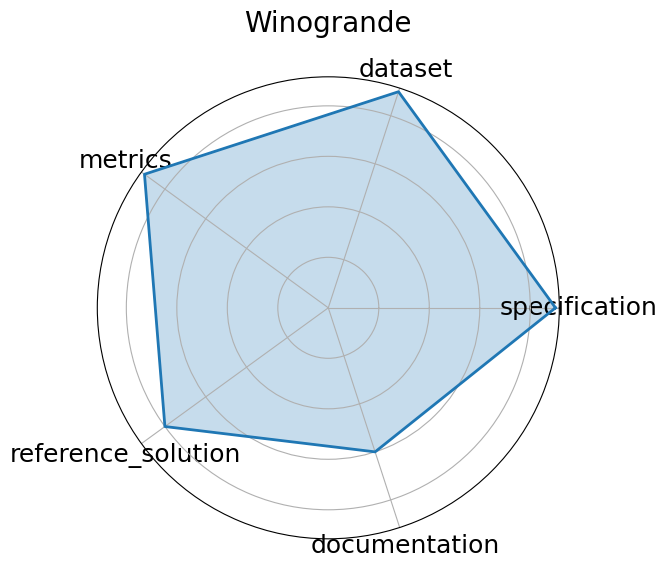 Winogrande
dataset
metrics
specification
reference_solution
documentation